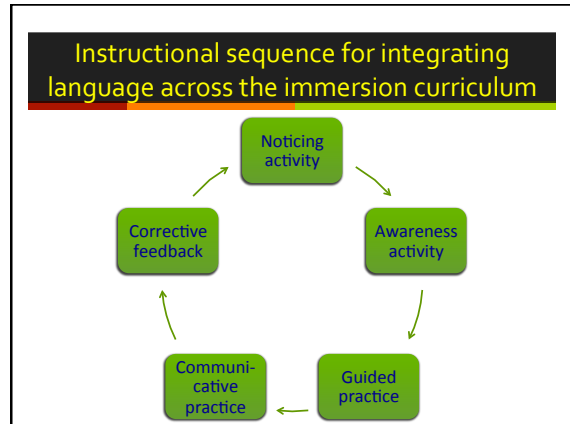 Instructional sequence for integrating
language across the immersion curriculum
Noticing
activity
Awareness
activity
Guided
practice
Communi-
cative
practice
Corrective
feedback